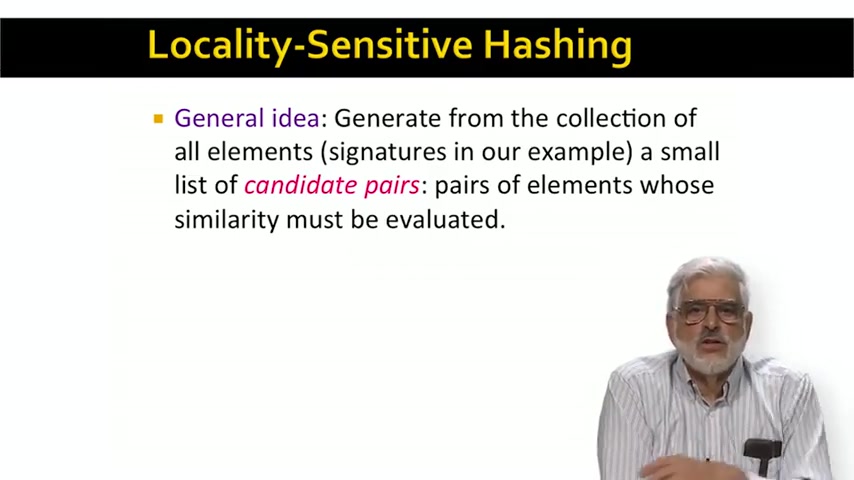 Locality-Sensitive Hashing
General idea: Generate from the collection of
all elements (signatures in our example) a small
list of candidate pairs: pairs of elements whose
similarity must be evaluated.